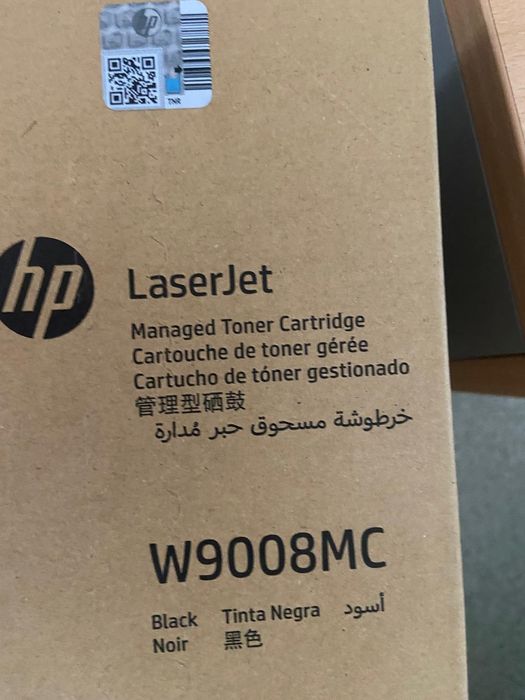 TNR
hp
LaserJet
Managed Toner Cartridge
Cartouche de toner gérée
Cartucho de tóner gestionado
管理型硒鼓
خرطوشة مسحوق حبر مُدارة
W9008MC
Black Tinta Negra أسود
Noir 黑色